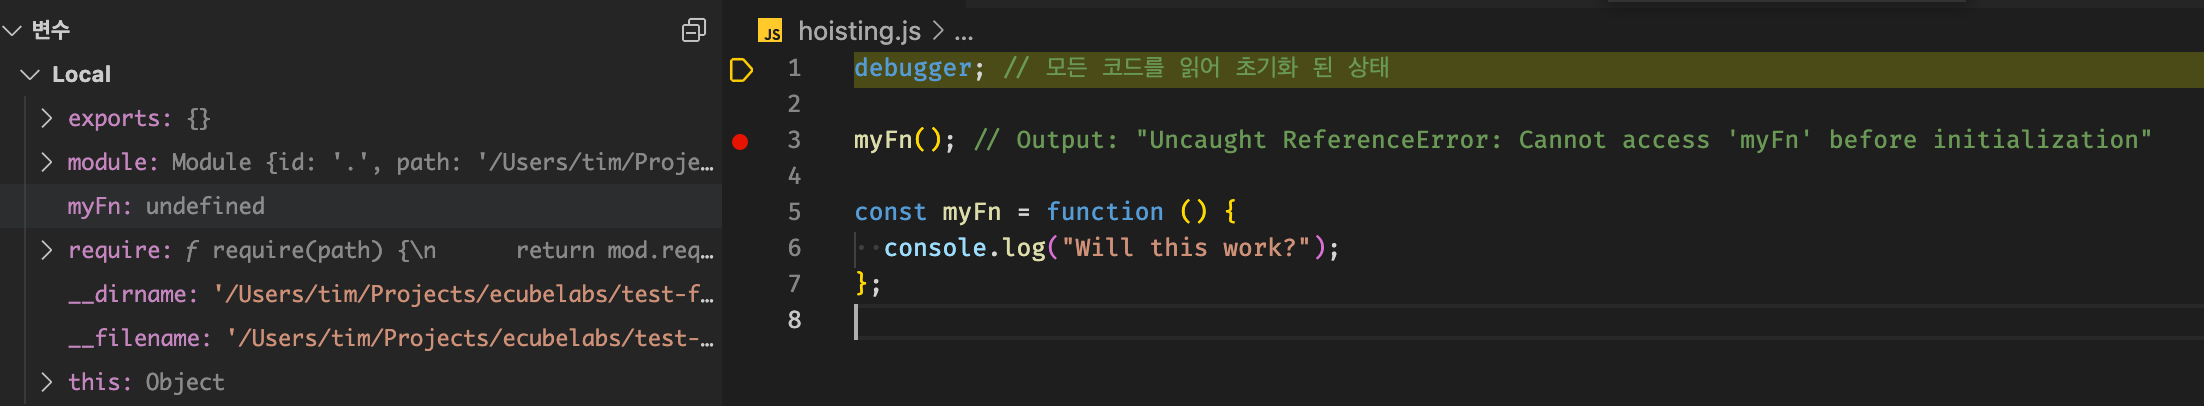 변수
Local
exports: {}
module: Module {id: '.', path: '/Users/tim/Proje…
myFn: undefined
require: ƒ require(path) {\n      return mod.req…
__dirname: '/Users/tim/Projects/ecubelabs/test-f…
__filename: '/Users/tim/Projects/ecubelabs/test-…
this: Object
JS hoisting.js > ...
1 debugger; // 모든 코드를 읽어 초기화 된 상태
2
3 myFn(); // Output: "Uncaught ReferenceError: Cannot access 'myFn' before initialization"
4
5 const myFn = function () {
6   console.log("Will this work?");
7 };
8